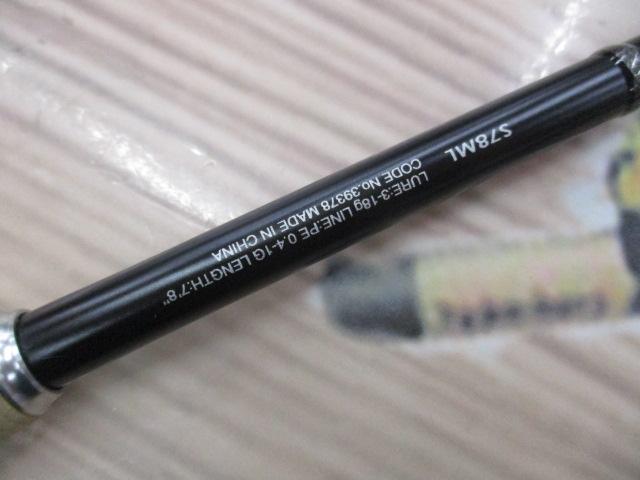 S78ML
LURE:3-18g LINE:PE 0.4-1G LENGTH:7'8"
CODE No.39378 MADE IN CHINA